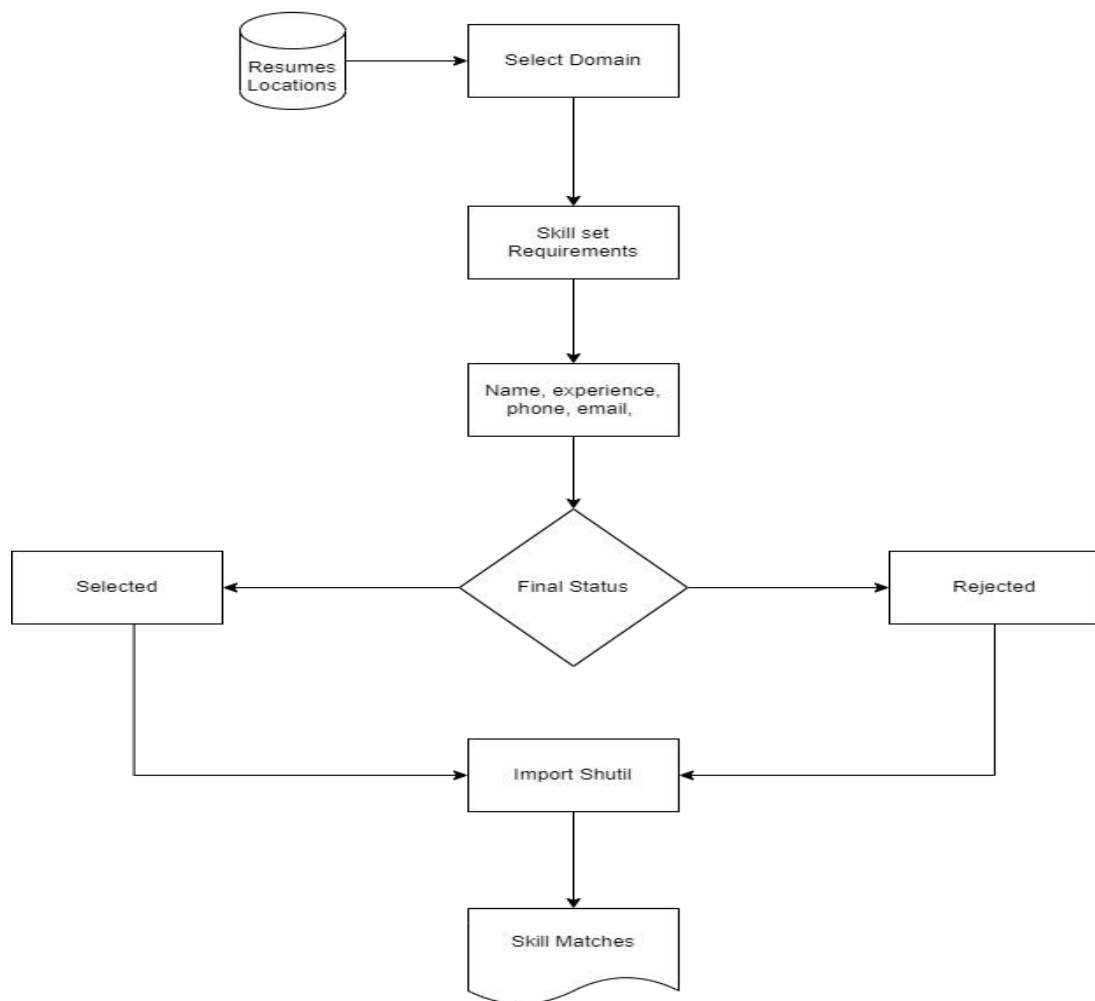 Resumes
Locations
Select Domain
Skill set
Requirements
Name, experience,
phone, email,
Selected
Final Status
Rejected
Import Shutil
Skill Matches